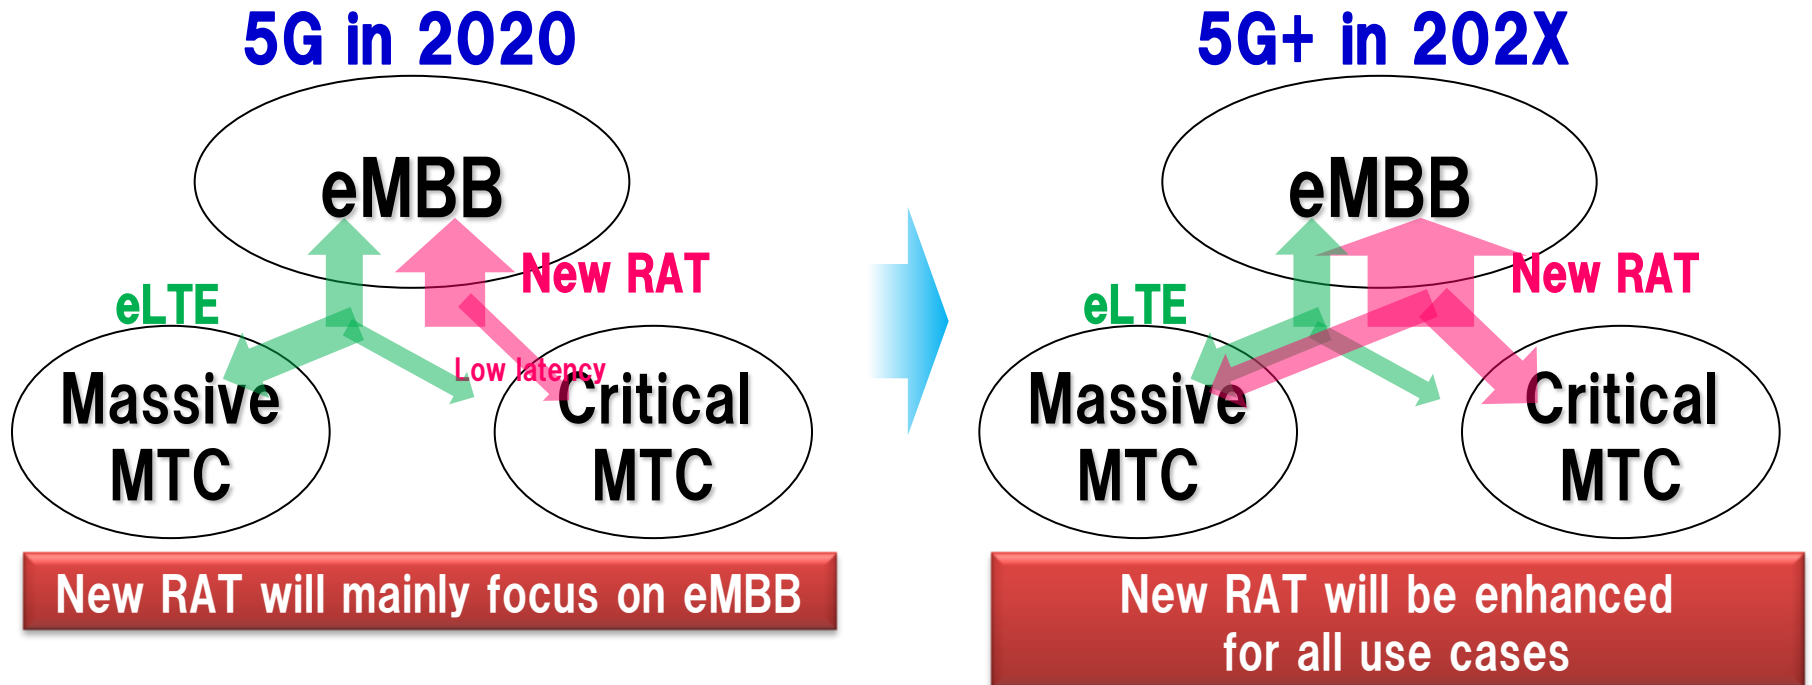 5G in 2020
eMBB
New RAT
eLTE
Low latency
Massive
MTC
Critical
MTC
New RAT will mainly focus on eMBB
5G+ in 202X
eMBB
New RAT
eLTE
Massive
MTC
Critical
MTC
New RAT will be enhanced
for all use cases